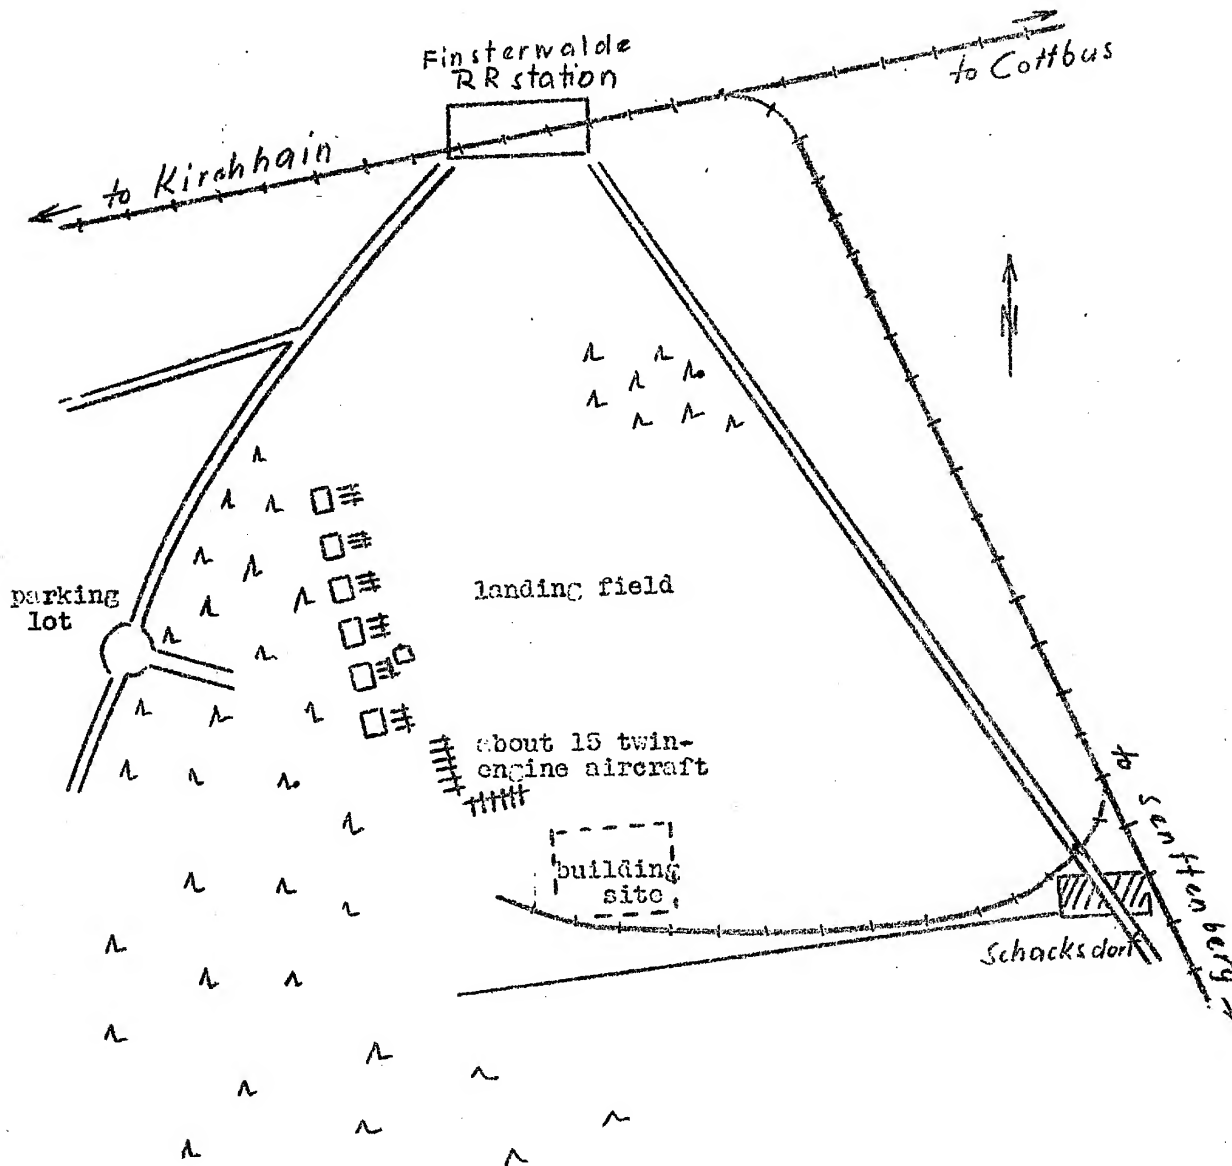 Finsterwalde
RR station
to Cottbus
to Kirchhain
N
parking
lot
landing field
about 15 twin-
engine aircraft
building
site
to Senftenberg
Schacksdorf